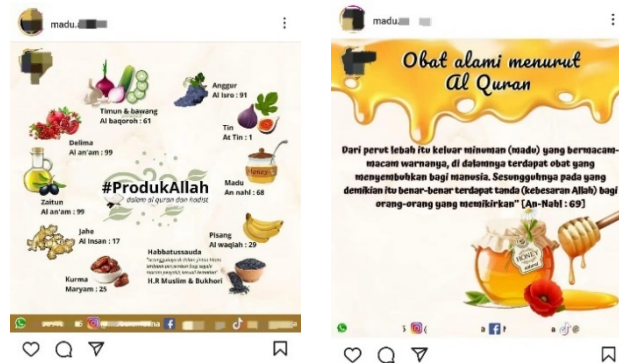 madu.
Timun & bawang
Al baqoroh : 61
Anggur
Al isro : 91
Delima
Al an'am : 99
Tin
At Tin : 1
Honey
#ProdukAllah
dalam al quran dan hadist
Madu
An nahl : 68
Zaitun
Al an'am : 99
Pisang
Al waqiah : 29
Jahe
Al Insan : 17
Habbatussauda
H.R Muslim & Bukhori
Kurma
Maryam : 25
madu.
Obat alami menurut
Al Quran
Dari perut lebah itu keluar minuman (madu) yang bermacam-
macam warnanya, di dalamnya terdapat obat yang
menyembuhkan bagi manusia. Sesungguhnya pada yang
demikian itu benar-benar terdapat tanda (kebesaran Allah) bagi
orang-orang yang memikirkan" [An-Nahl : 69]
HONEY